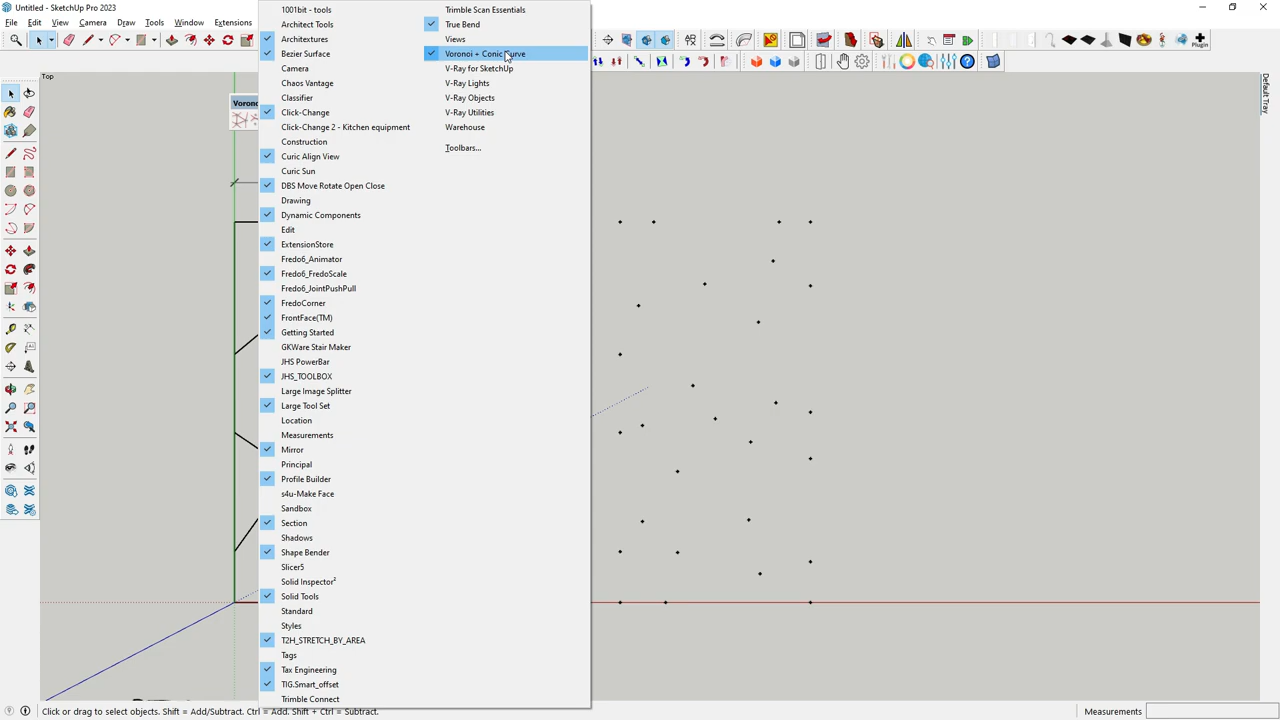 Untitled - SketchUp Pro 2023
File
Edit
View
Camera
Draw
Tools
Window
Extensions
Plugin
Top
Voron
1001bit - tools
Architect Tools
Architextures
Bezier Surface
Camera
Chaos Vantage
Classifier
Click-Change
Click-Change 2 - Kitchen equipment
Construction
Curic Align View
Curic Sun
DBS Move Rotate Open Close
Drawing
Dynamic Components
Edit
ExtensionStore
Fredo6_Animator
Fredo6_FredoScale
Fredo6_JointPushPull
FredoCorner
FrontFace(TM)
Getting Started
GKWare Stair Maker
JHS PowerBar
JHS_TOOLBOX
Large Image Splitter
Large Tool Set
Location
Measurements
Mirror
Principal
Profile Builder
s4u-Make Face
Sandbox
Section
Shadows
Shape Bender
Slicer5
Solid Inspector²
Solid Tools
Standard
Styles
T2H_STRETCH_BY_AREA
Tags
Tax Engineering
TIG.Smart_offset
Trimble Connect
Trimble Scan Essentials
True Bend
Views
Voronoi + Conic Curve
V-Ray for SketchUp
V-Ray Lights
V-Ray Objects
V-Ray Utilities
Warehouse
Toolbars...
Default Tray
Click or drag to select objects. Shift = Add/Subtract. Ctrl = Add. Shift + Ctrl = Subtract.
Measurements